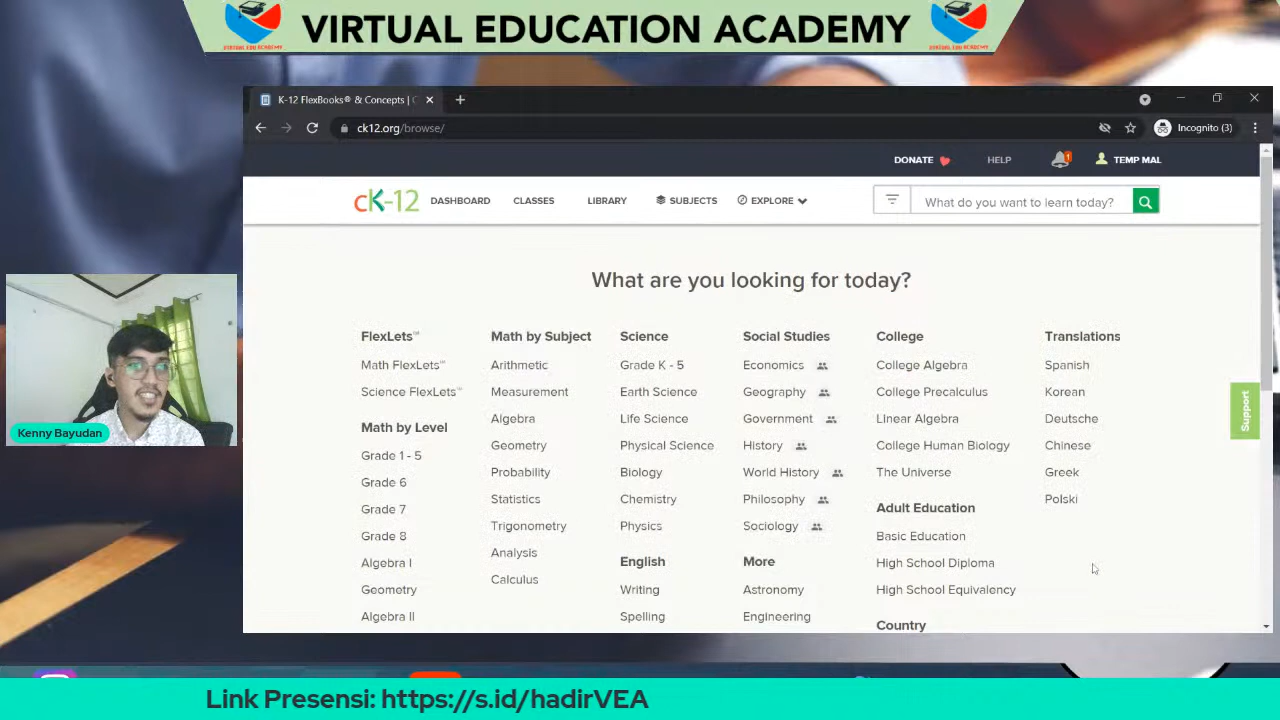 VIRTUAL EDUCATION ACADEMY
VIRTUAL EDU ACADEMY
VIRTUAL EDU ACADEMY
K-12 FlexBooks® & Concepts |
ck12.org/browse/
Incognito (3)
DONATE
HELP
1
TEMP MAL
cK-12
DASHBOARD
CLASSES
LIBRARY
SUBJECTS
EXPLORE
What do you want to learn today?
What are you looking for today?
FlexLets™
Math FlexLets™
Science FlexLets™
Math by Level
Grade 1 - 5
Grade 6
Grade 7
Grade 8
Algebra I
Geometry
Algebra II
Math by Subject
Arithmetic
Measurement
Algebra
Geometry
Probability
Statistics
Trigonometry
Analysis
Calculus
Science
Grade K - 5
Earth Science
Life Science
Physical Science
Biology
Chemistry
Physics
English
Writing
Spelling
Social Studies
Economics
Geography
Government
History
World History
Philosophy
Sociology
More
Astronomy
Engineering
College
College Algebra
College Precalculus
Linear Algebra
College Human Biology
The Universe
Adult Education
Basic Education
High School Diploma
High School Equivalency
Country
Translations
Spanish
Korean
Deutsche
Chinese
Greek
Polski
Support
Kenny Bayudan
Link Presensi: https://s.id/hadirVEA